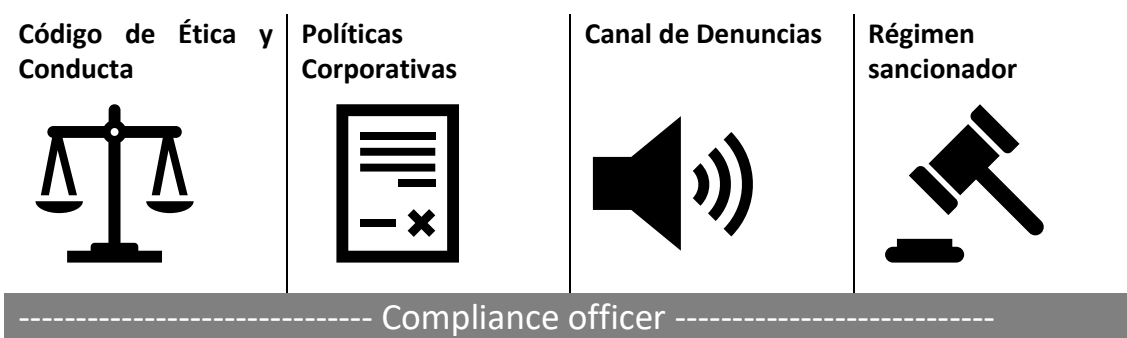 Código de Ética y
Conducta
Políticas
Corporativas
Canal de Denuncias
Régimen
sancionador
------------------------------- Compliance officer ----------------------------